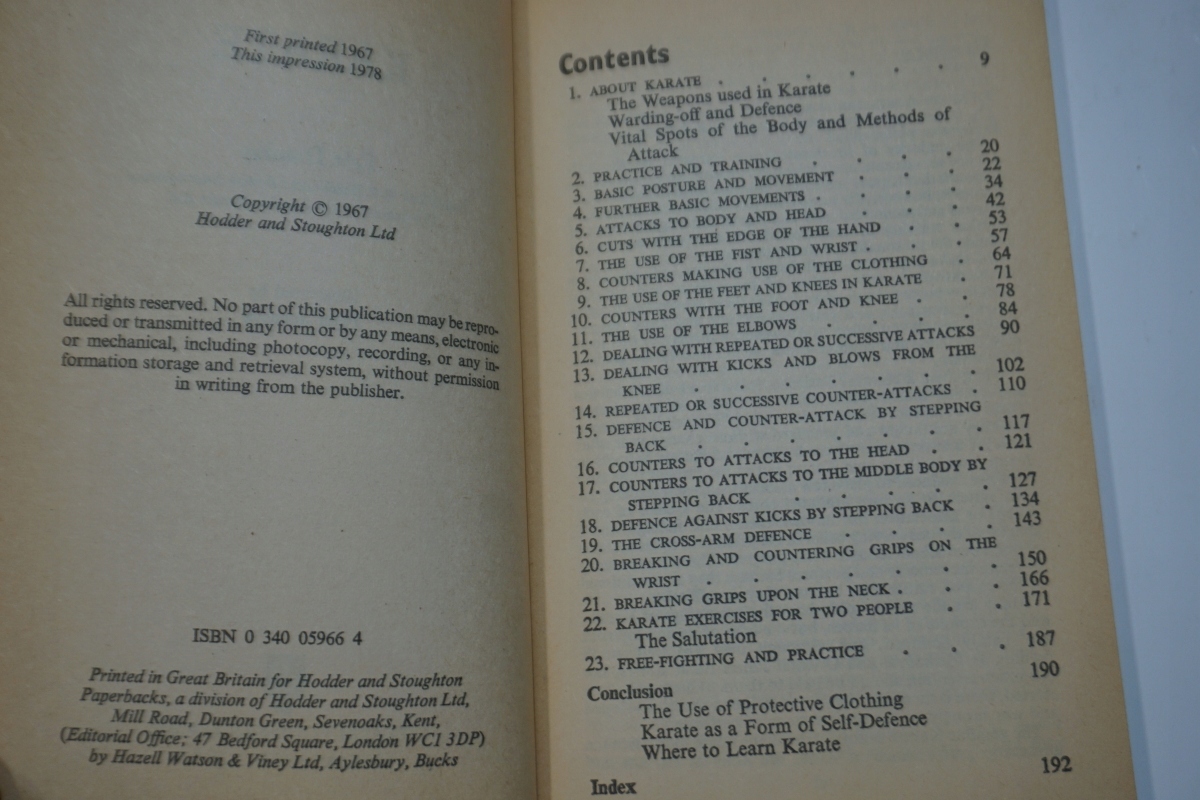 First printed 1967
This impression 1978
Copyright © 1967
Hodder and Stoughton Ltd
All rights reserved. No part of this publication may be repro-
duced or transmitted in any form or by any means, electronic
or mechanical, including photocopy, recording, or any in-
formation storage and retrieval system, without permission
in writing from the publisher.
ISBN 0 340 05966 4
Printed in Great Britain for Hodder and Stoughton
Paperbacks, a division of Hodder and Stoughton Ltd,
Mill Road, Dunton Green, Sevenoaks, Kent,
(Editorial Office: 47 Bedford Square, London WC1 3DP)
by Hazell Watson & Viney Ltd, Aylesbury, Bucks
Contents
1. ABOUT KARATE . . . . . . 9
The Weapons used in Karate
Warding-off and Defence
Vital Spots of the Body and Methods of
Attack
2. PRACTICE AND TRAINING . . . . 20
3. BASIC POSTURE AND MOVEMENT . . . 22
4. FURTHER BASIC MOVEMENTS . . . . 34
5. ATTACKS TO BODY AND HEAD . . . 42
6. CUTS WITH THE EDGE OF THE HAND . . 53
7. THE USE OF THE FIST AND WRIST . . . 57
8. COUNTERS MAKING USE OF THE CLOTHING . 64
9. THE USE OF THE FEET AND KNEES IN KARATE . 71
10. COUNTERS WITH THE FOOT AND KNEE . . 78
11. THE USE OF THE ELBOWS . . . . 84
12. DEALING WITH REPEATED OR SUCCESSIVE ATTACKS 90
13. DEALING WITH KICKS AND BLOWS FROM THE
KNEE . . . . . . . 102
14. REPEATED OR SUCCESSIVE COUNTER-ATTACKS . 110
15. DEFENCE AND COUNTER-ATTACK BY STEPPING
BACK . . . . . . . 117
16. COUNTERS TO ATTACKS TO THE HEAD . . 121
17. COUNTERS TO ATTACKS TO THE MIDDLE BODY BY
STEPPING BACK . . . . . 127
18. DEFENCE AGAINST KICKS BY STEPPING BACK . 134
19. THE CROSS-ARM DEFENCE . . . . 143
20. BREAKING AND COUNTERING GRIPS ON THE
WRIST . . . . . . . 150
21. BREAKING GRIPS UPON THE NECK . . . 166
22. KARATE EXERCISES FOR TWO PEOPLE . . 171
The Salutation
23. FREE-FIGHTING AND PRACTICE . . . 187
Conclusion 190
The Use of Protective Clothing
Karate as a Form of Self-Defence
Where to Learn Karate
Index 192